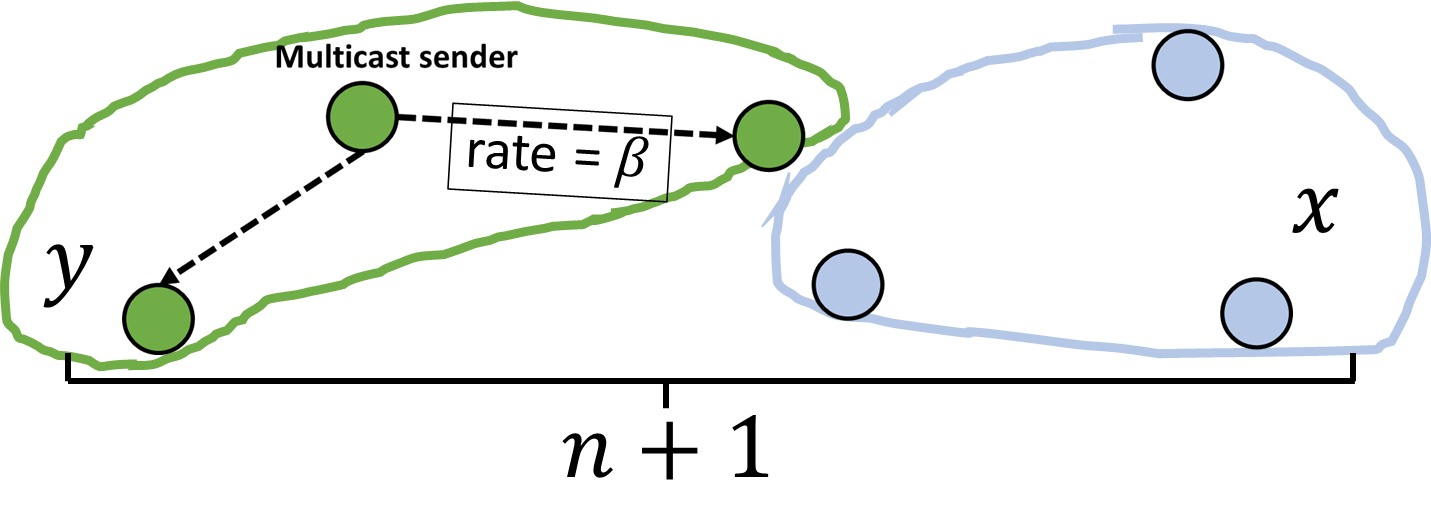 Multicast sender
rate = β
y
x
n + 1